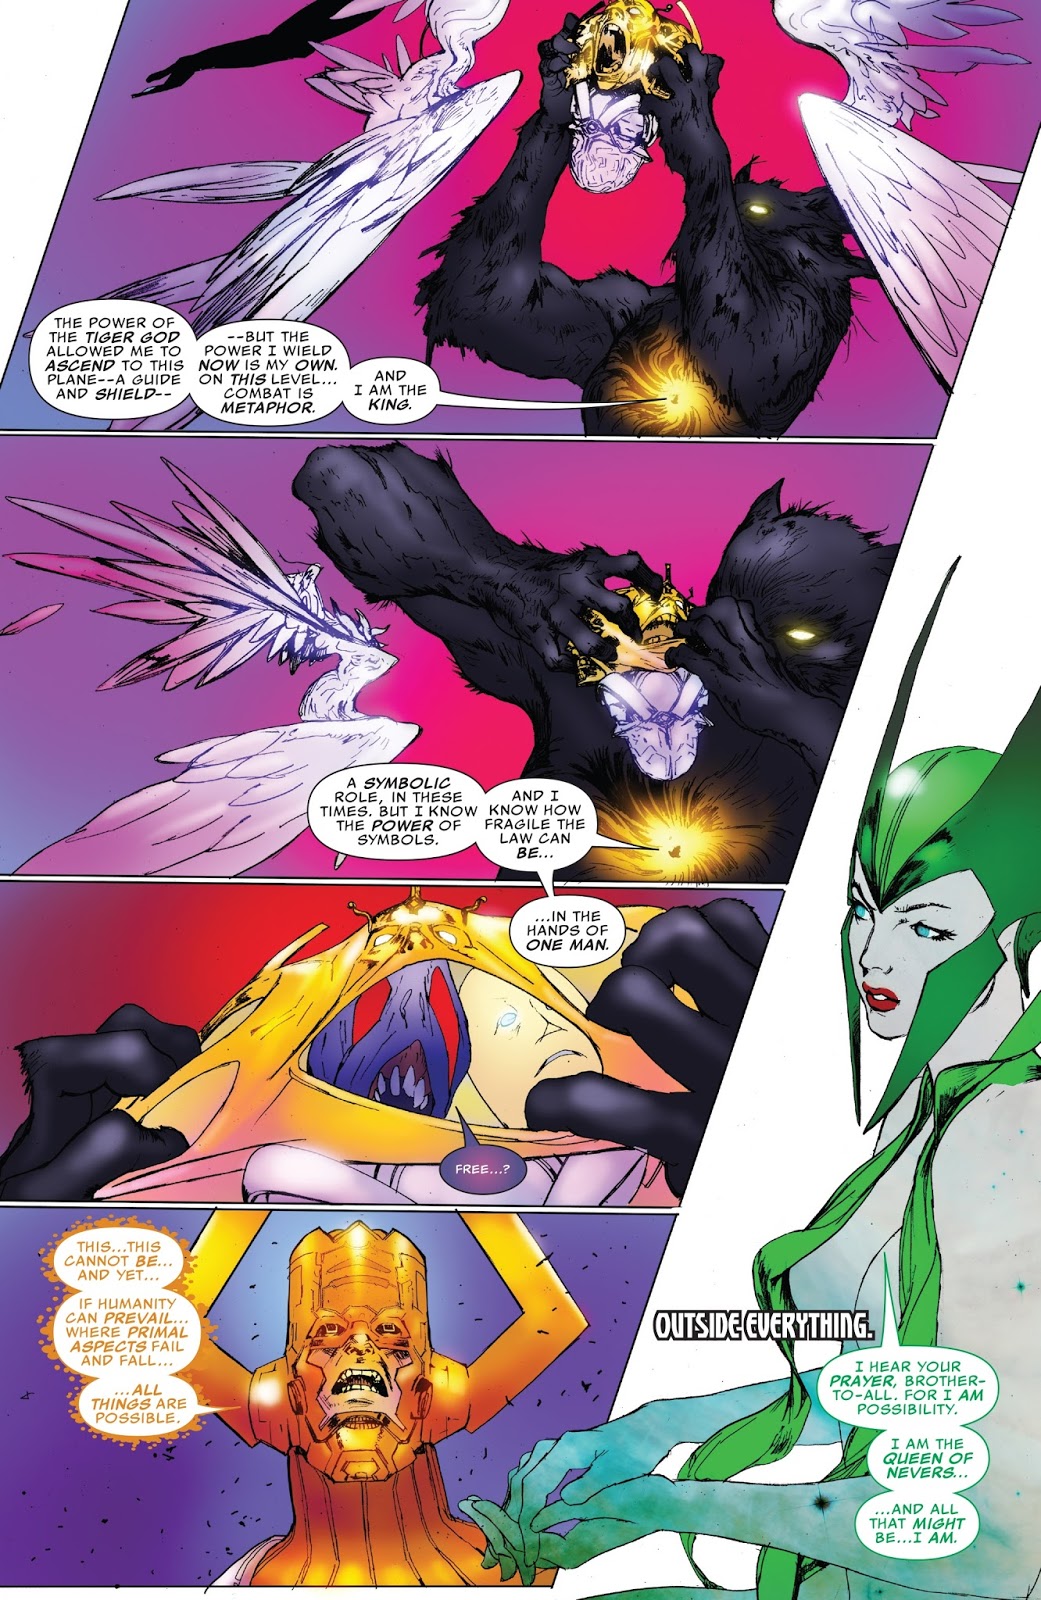 THE POWER OF
THE TIGER GOD
ALLOWED ME TO
ASCEND TO THIS
PLANE--A GUIDE
AND SHIELD--
--BUT THE
POWER I WIELD
NOW IS MY OWN.
ON THIS LEVEL...
COMBAT IS
METAPHOR.
AND
I AM THE
KING.
A SYMBOLIC
ROLE, IN THESE
TIMES. BUT I KNOW
THE POWER OF
SYMBOLS.
AND I
KNOW HOW
FRAGILE THE
LAW CAN
BE...
...IN THE
HANDS OF
ONE MAN.
FREE...?
THIS...THIS
CANNOT BE...
AND YET...
IF HUMANITY
CAN PREVAIL...
WHERE PRIMAL
ASPECTS FAIL
AND FALL...
...ALL
THINGS ARE
POSSIBLE.
OUTSIDE EVERYTHING.
I HEAR YOUR
PRAYER, BROTHER-
TO-ALL. FOR I AM
POSSIBILITY.
I AM THE
QUEEN OF
NEVERS...
...AND ALL
THAT MIGHT
BE...I AM.